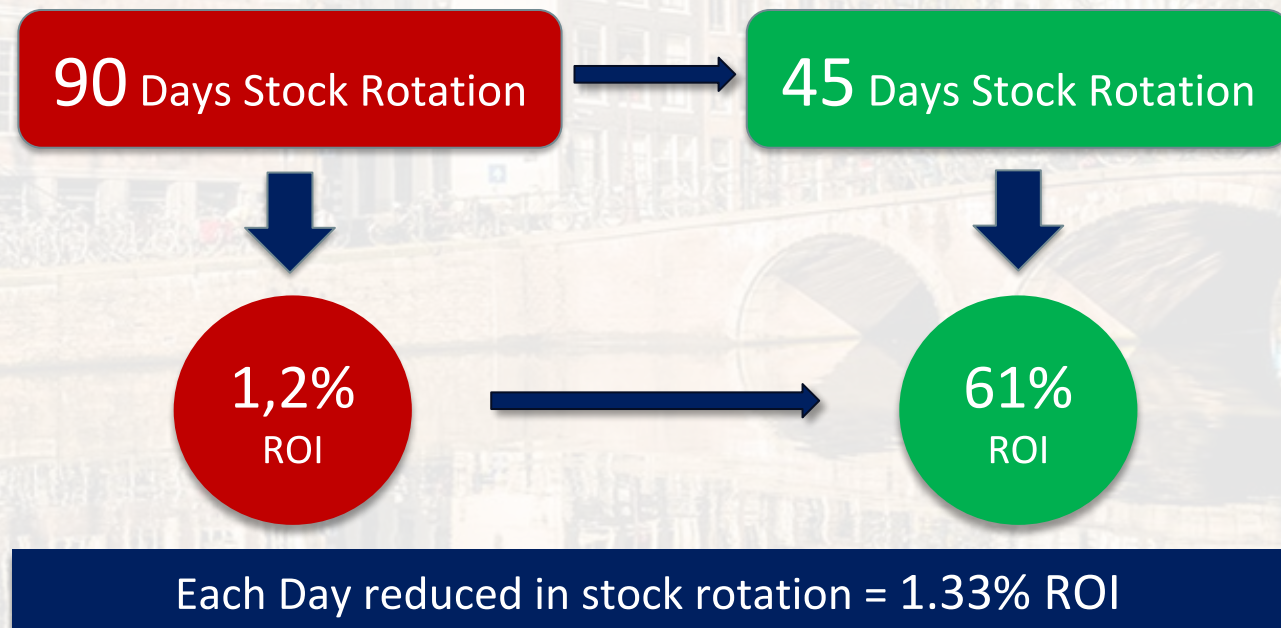 90 Days Stock Rotation
45 Days Stock Rotation
1,2%
ROI
61%
ROI
Each Day reduced in stock rotation = 1.33% ROI